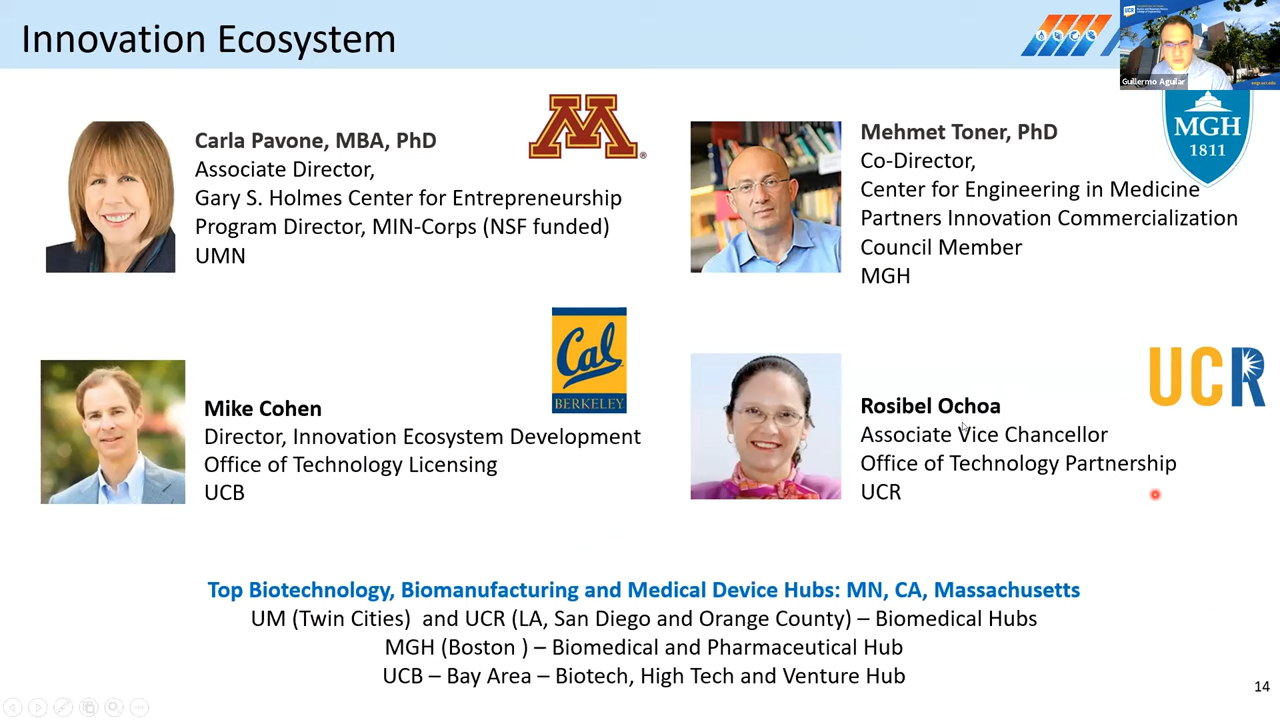 Innovation Ecosystem
UCR
Guillermo Aguilar
Carla Pavone, MBA, PhD
Associate Director,
Gary S. Holmes Center for Entrepreneurship
Program Director, MIN-Corps (NSF funded)
UMN
M
Mehmet Toner, PhD
Co-Director,
Center for Engineering in Medicine
Partners Innovation Commercialization
Council Member
MGH
MGH
1811
Mike Cohen
Director, Innovation Ecosystem Development
Office of Technology Licensing
UCB
Cal
BERKELEY
Rosibel Ochoa
Associate Vice Chancellor
Office of Technology Partnership
UCR
UCR
Top Biotechnology, Biomanufacturing and Medical Device Hubs: MN, CA, Massachusetts
UM (Twin Cities) and UCR (LA, San Diego and Orange County) – Biomedical Hubs
MGH (Boston ) – Biomedical and Pharmaceutical Hub
UCB – Bay Area – Biotech, High Tech and Venture Hub
14